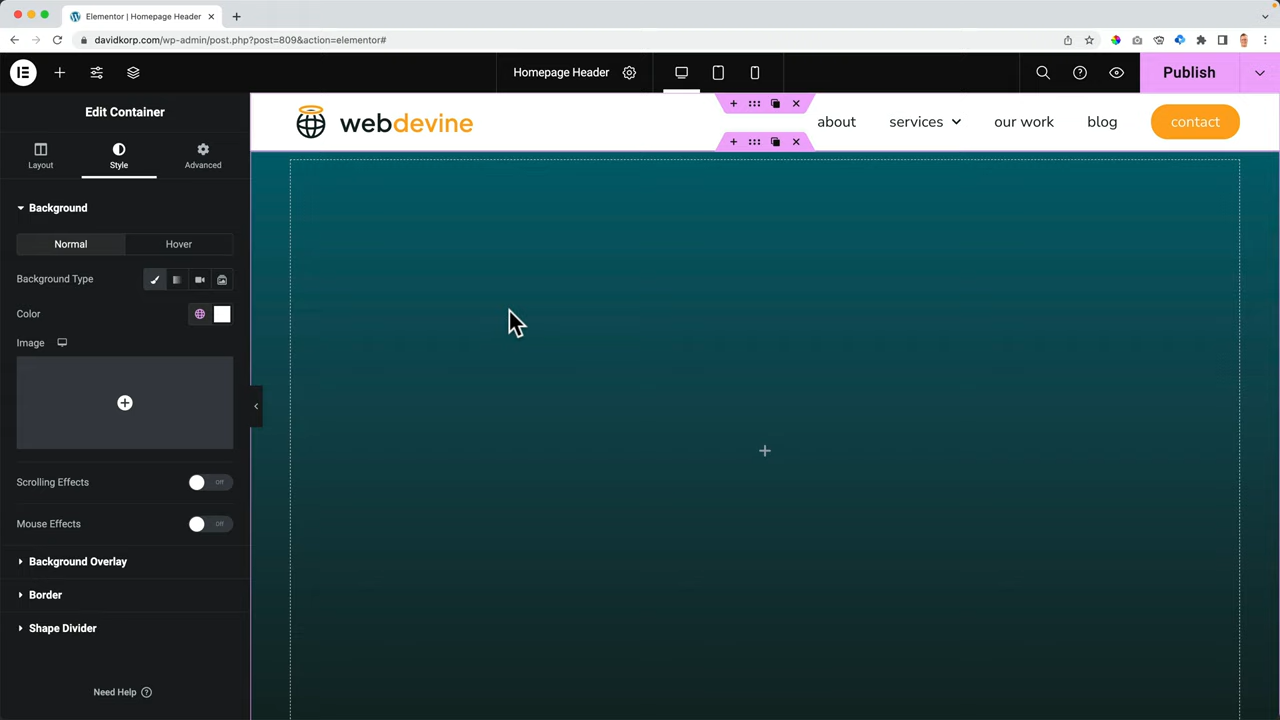 Elementor | Homepage Header
davidkorp.com/wp-admin/post.php?post=809&action=elementor#
Homepage Header
Publish
Edit Container
Layout
Style
Advanced
Background
Normal
Hover
Background Type
Color
Image
Scrolling Effects
Off
Mouse Effects
Off
Background Overlay
Border
Shape Divider
Need Help
webdevine
about
services
our work
blog
contact